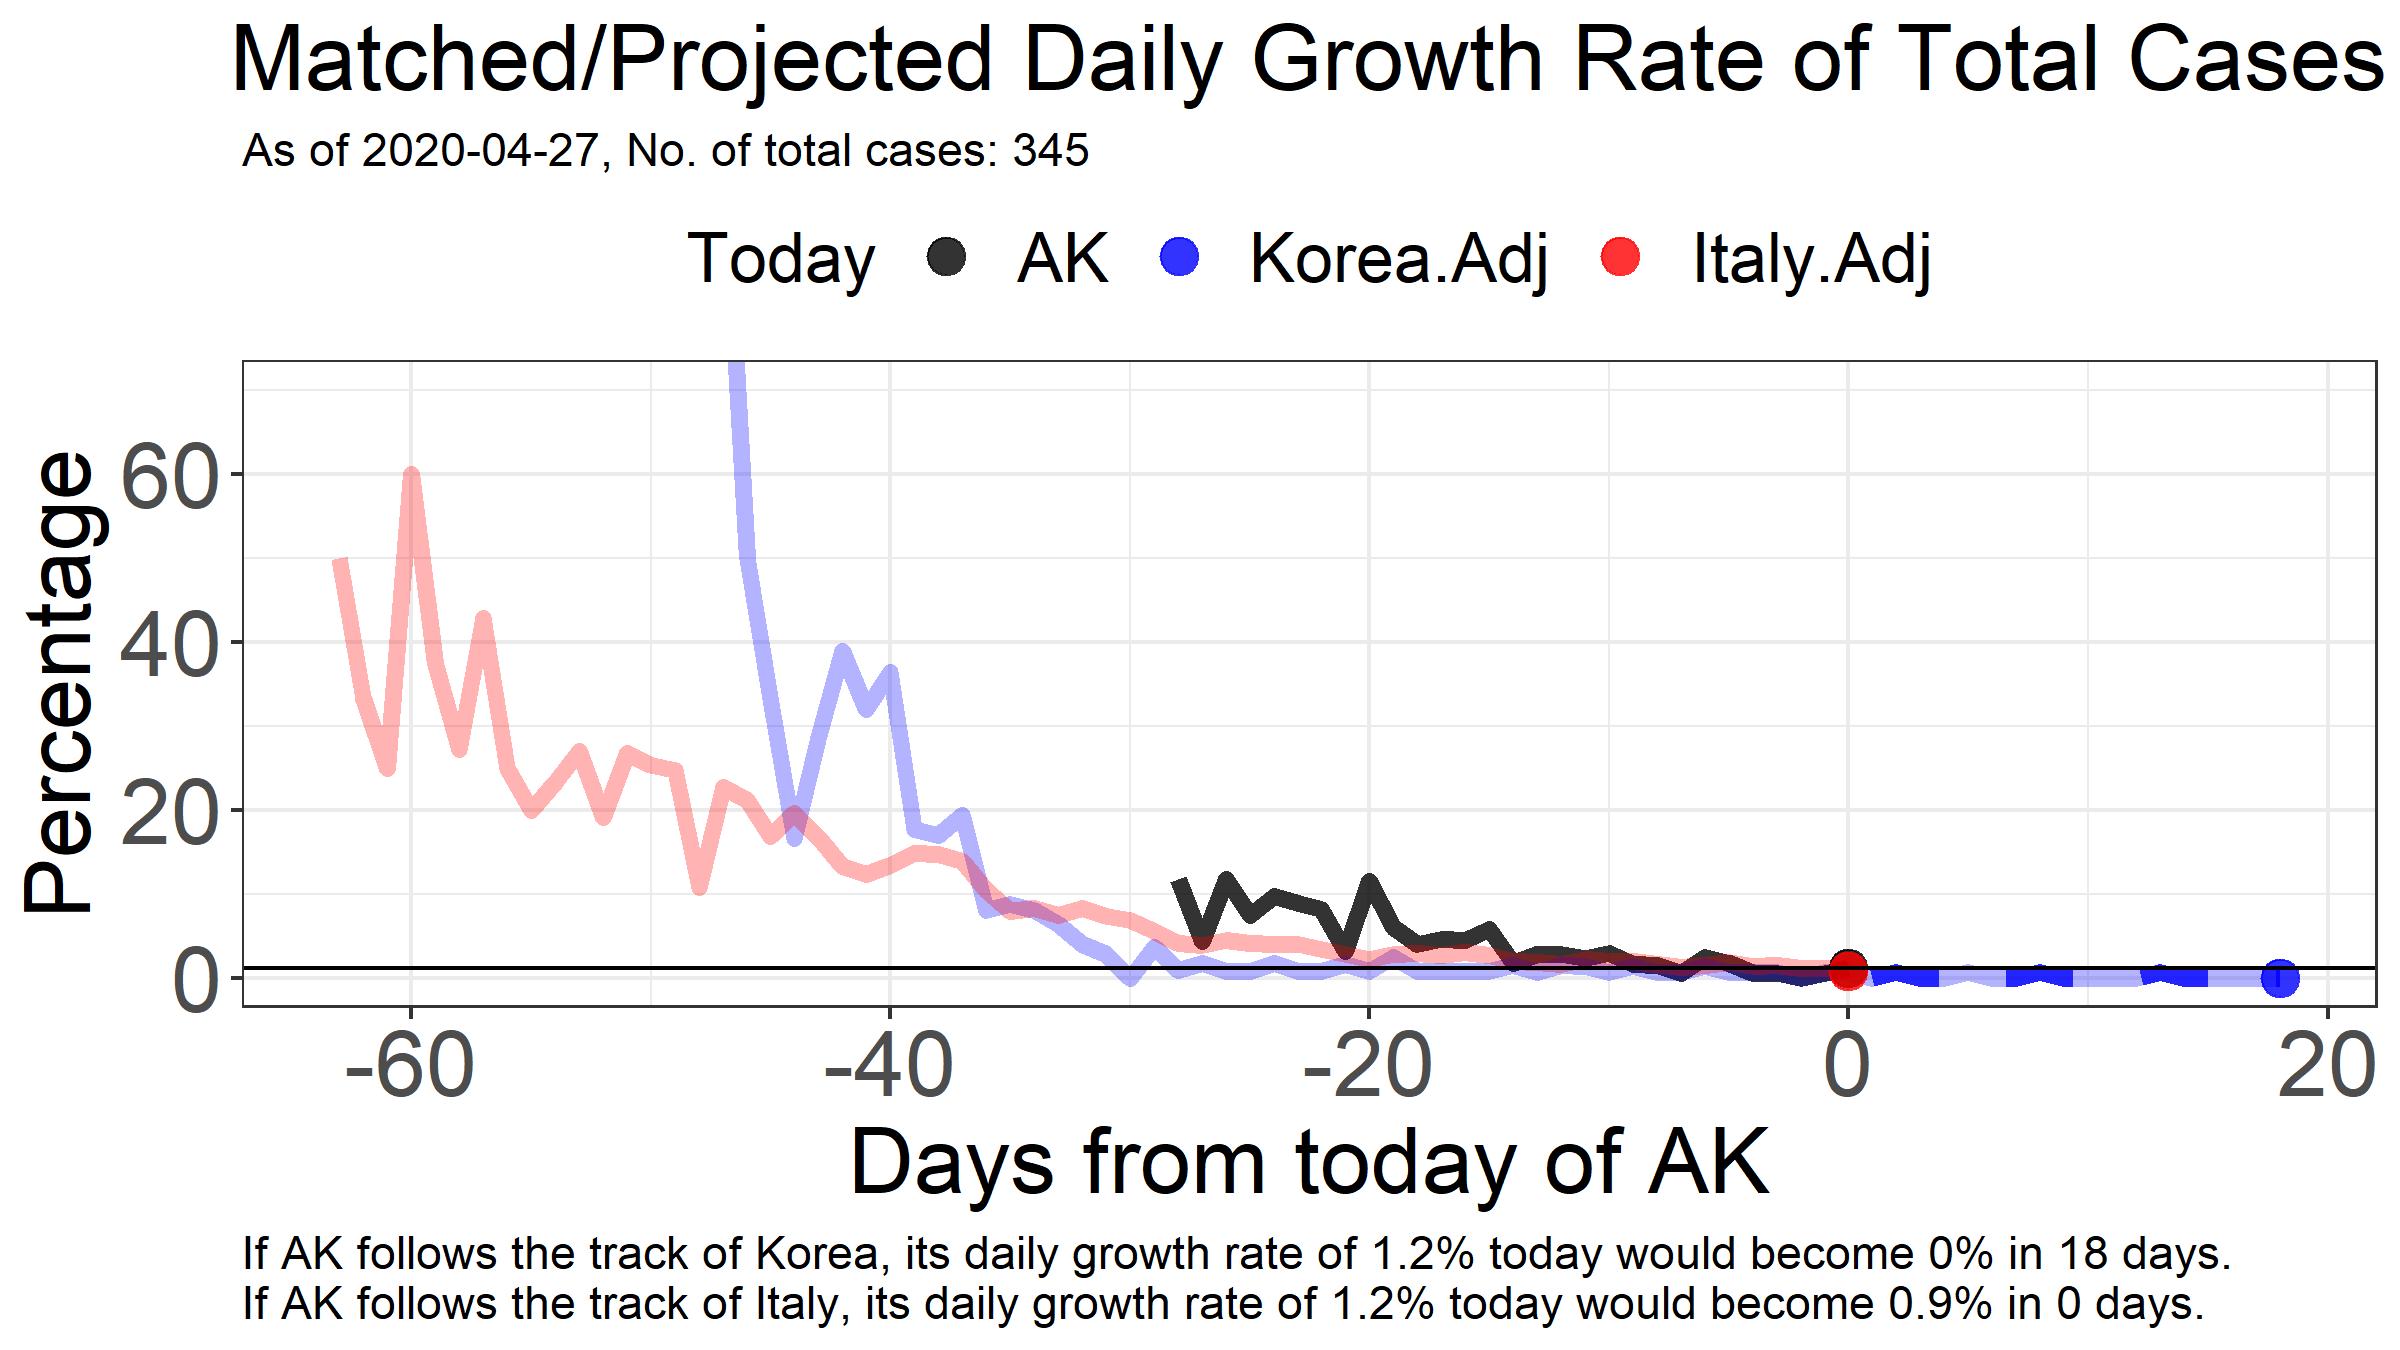 Matched/Projected Daily Growth Rate of Total Cases
As of 2020-04-27, No. of total cases: 345
Today AK Korea.Adj Italy.Adj
Percentage
60
40
20
0
-60 -40 -20 0 20
Days from today of AK
If AK follows the track of Korea, its daily growth rate of 1.2% today would become 0% in 18 days.
If AK follows the track of Italy, its daily growth rate of 1.2% today would become 0.9% in 0 days.